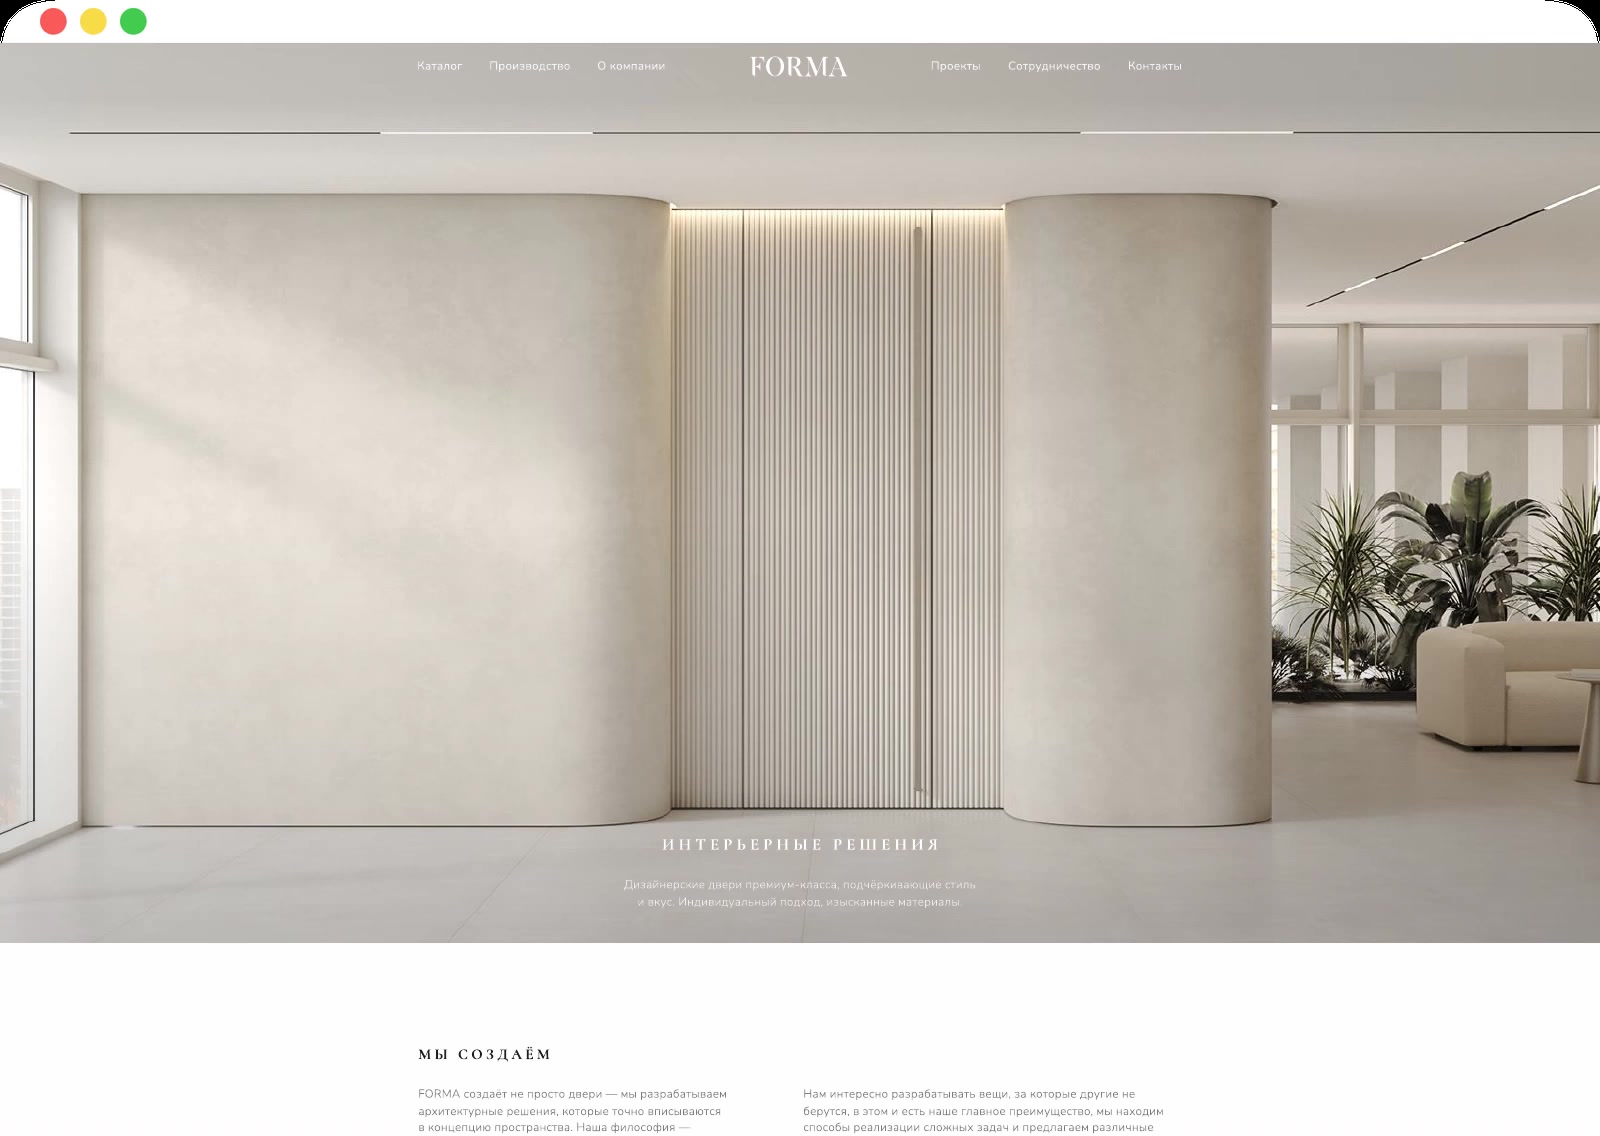 Каталог Производство О компании FORMA Проекты Сотрудничество Контакты
ИНТЕРЬЕРНЫЕ РЕШЕНИЯ
Дизайнерские двери премиум-класса, подчёркивающие стиль
и вкус. Индивидуальный подход, изысканные материалы.
МЫ СОЗДАЁМ
FORMA создаёт не просто двери — мы разрабатываем
архитектурные решения, которые точно вписываются
в концепцию пространства. Наша философия —
Нам интересно разрабатывать вещи, за которые другие не
берутся, в этом и есть наше главное преимущество, мы находим
способы реализации сложных задач и предлагаем различные